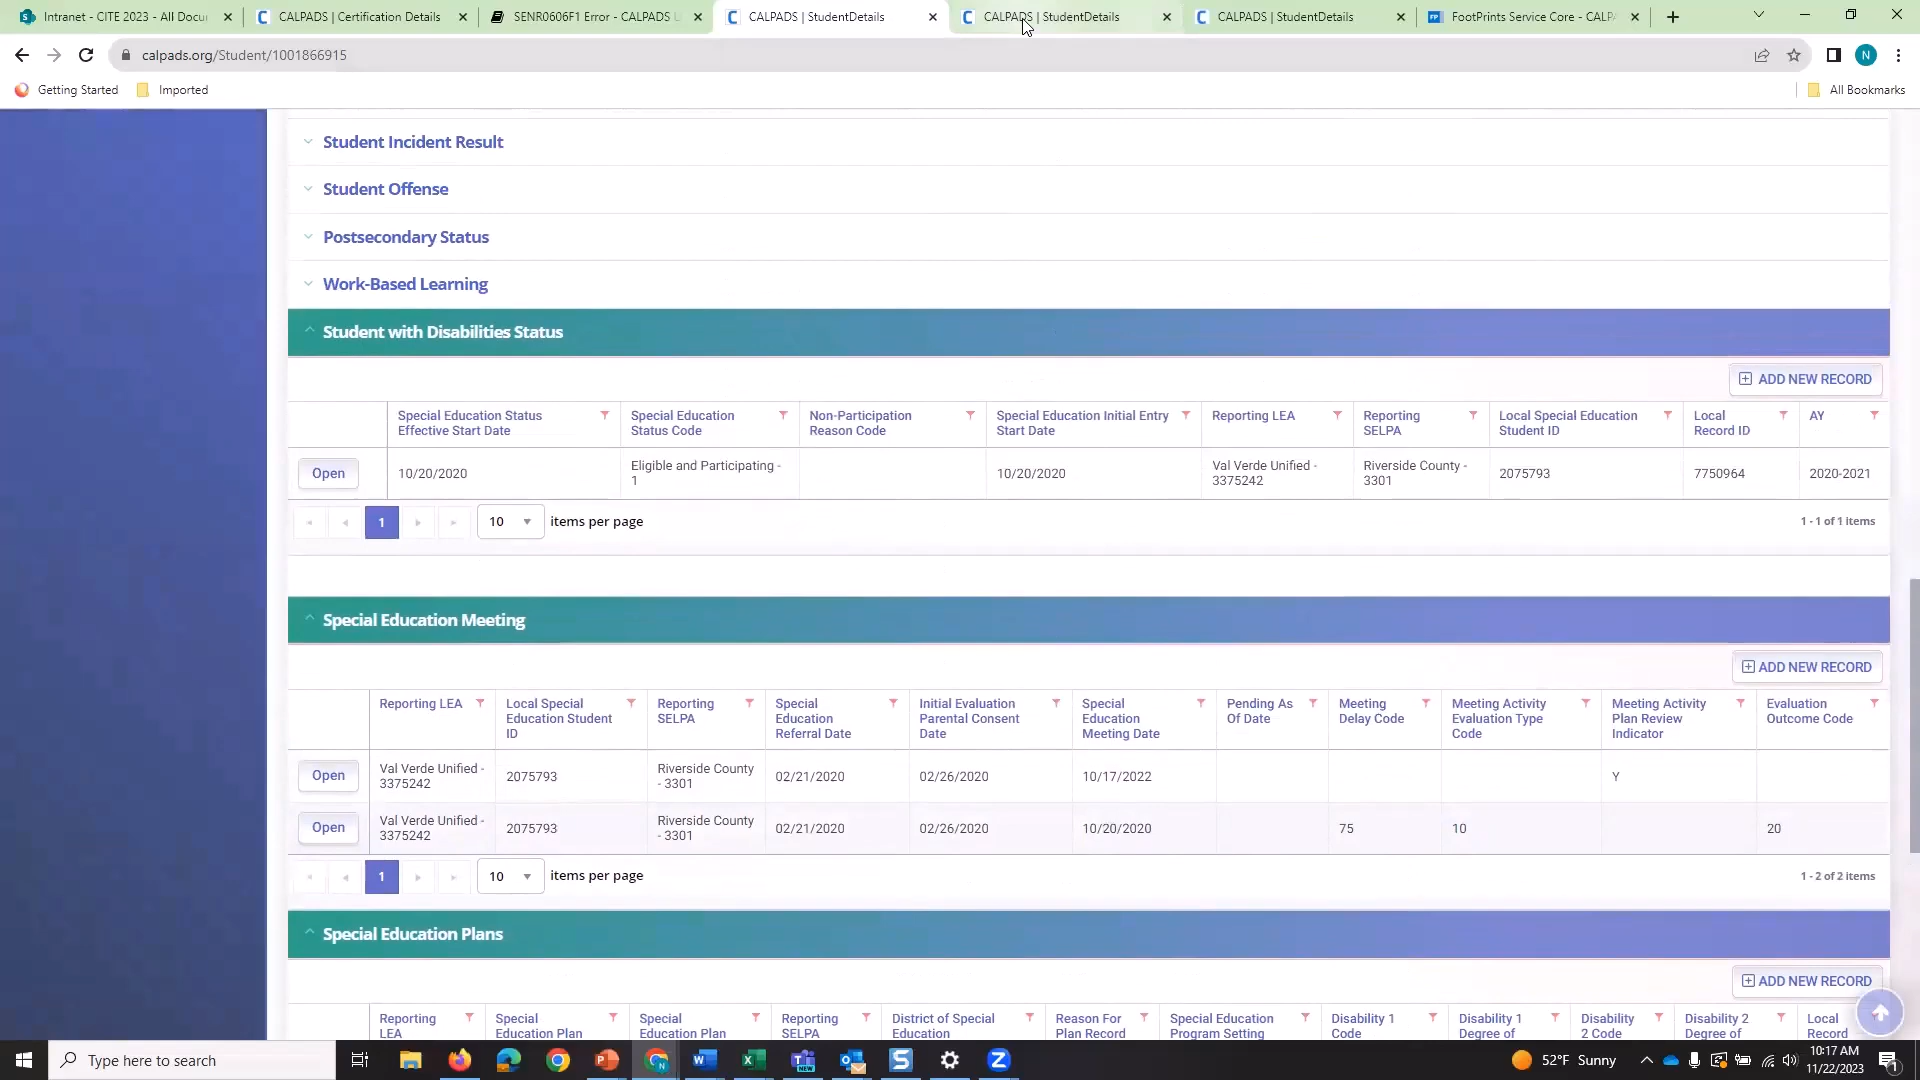 Intranet - CITE 2023 - All Docu
CALPADS | Certification Details
SENR0606F1 Error - CALPADS U
CALPADS | StudentDetails
CALPADS | StudentDetails
CALPADS | StudentDetails
FootPrints Service Core - CALPA
calpads.org/Student/1001866915
N
Getting Started
Imported
All Bookmarks
Student Incident Result
Student Offense
Postsecondary Status
Work-Based Learning
Student with Disabilities Status
ADD NEW RECORD
Special Education Status Effective Start Date
Special Education Status Code
Non-Participation Reason Code
Special Education Initial Entry Start Date
Reporting LEA
Reporting SELPA
Local Special Education Student ID
Local Record ID
AY
Open
10/20/2020
Eligible and Participating - 1
10/20/2020
Val Verde Unified - 3375242
Riverside County - 3301
2075793
7750964
2020-2021
1
10
items per page
1 - 1 of 1 items
Special Education Meeting
ADD NEW RECORD
Reporting LEA
Local Special Education Student ID
Reporting SELPA
Special Education Referral Date
Initial Evaluation Parental Consent Date
Special Education Meeting Date
Pending As Of Date
Meeting Delay Code
Meeting Activity Evaluation Type Code
Meeting Activity Plan Review Indicator
Evaluation Outcome Code
Open
Val Verde Unified - 3375242
2075793
Riverside County - 3301
02/21/2020
02/26/2020
10/17/2022
Y
Open
Val Verde Unified - 3375242
2075793
Riverside County - 3301
02/21/2020
02/26/2020
10/20/2020
75
10
20
1
10
items per page
1 - 2 of 2 items
Special Education Plans
ADD NEW RECORD
Reporting LEA
Special Education Plan
Special Education Plan
Reporting SELPA
District of Special Education
Reason For Plan Record
Special Education Program Setting
Disability 1 Code
Disability 1 Degree of
Disability 2 Code
Disability 2 Degree of
Local Record
Type here to search
52°F Sunny
10:17 AM
11/22/2023